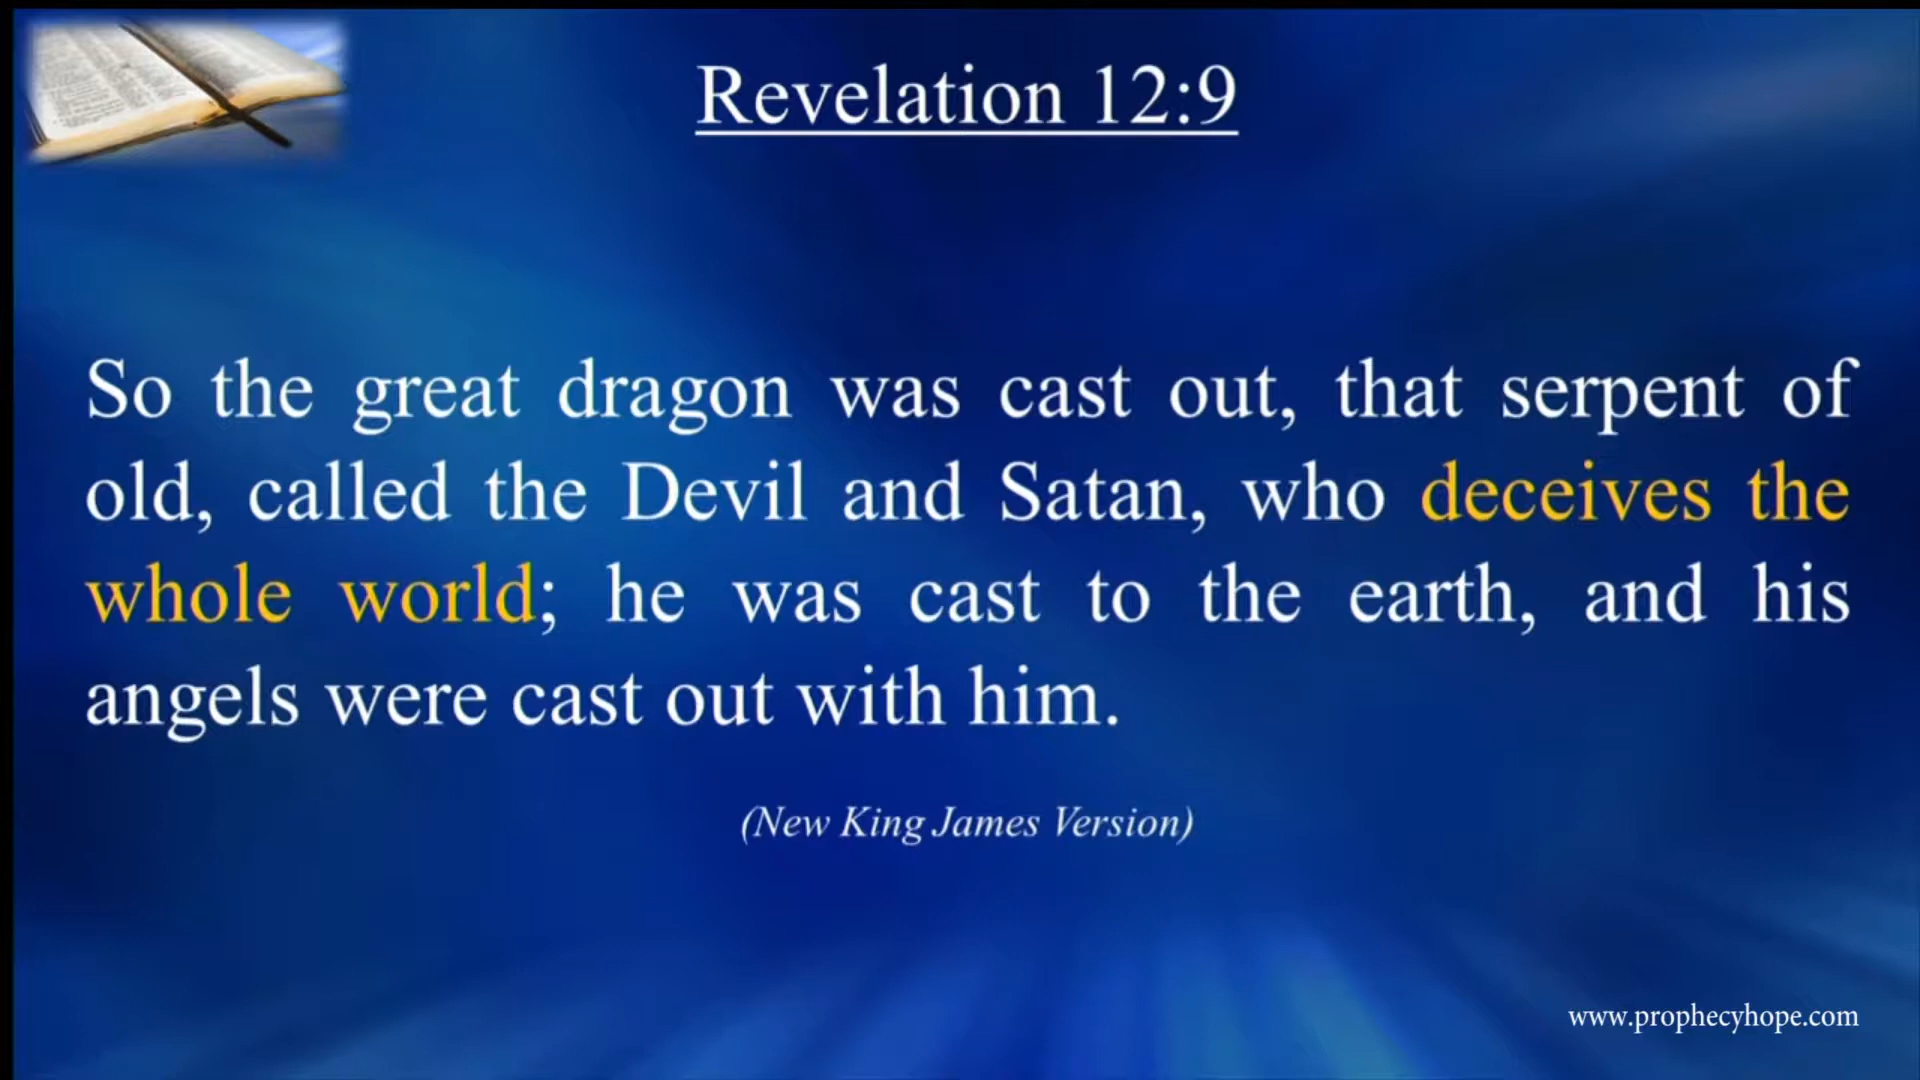 Revelation 12:9
So the great dragon was cast out, that serpent of
old, called the Devil and Satan, who deceives the
whole world; he was cast to the earth, and his
angels were cast out with him.
(New King James Version)
www.prophecyhope.com